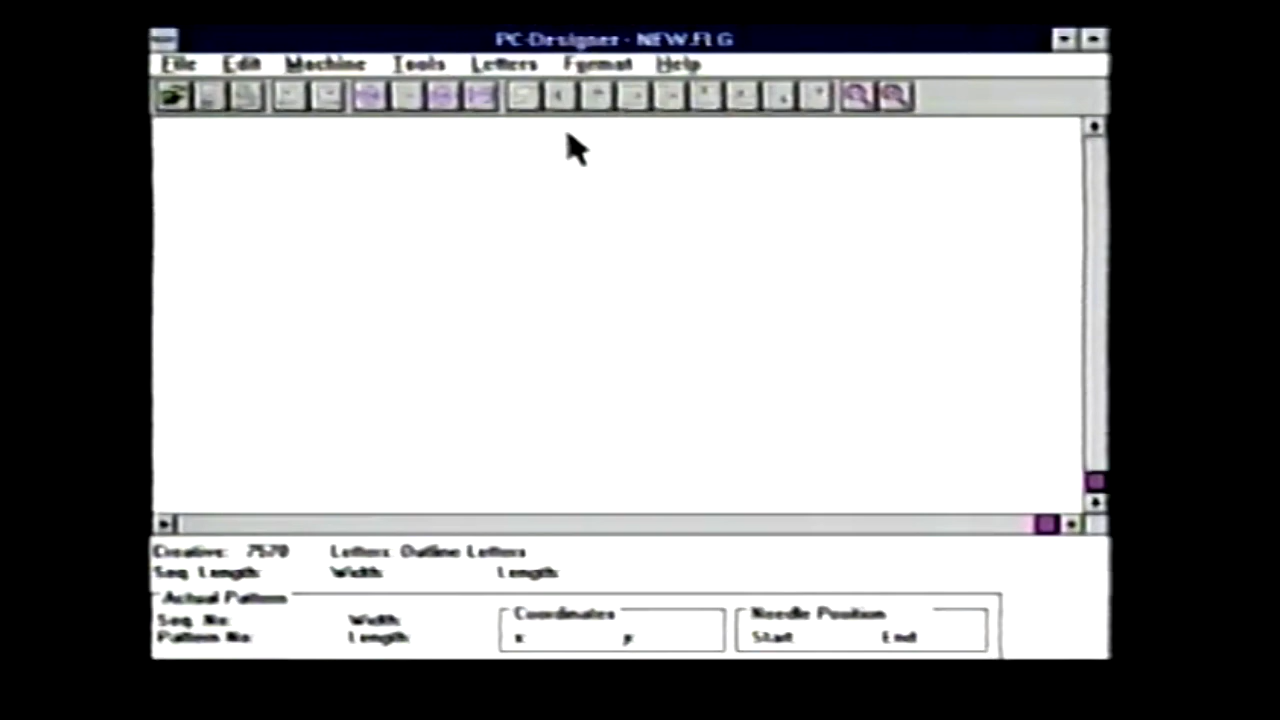 PC-Designer - NEW.FLG
File Edit Machine Tools Letters Format Help
Creative: 7570 Letters: Outline Letters
Seq. Length: Width: Length:
Actual Pattern
Seq. No: Width:
Pattern No: Length:
Coordinates
x y
Needle Position
Start End